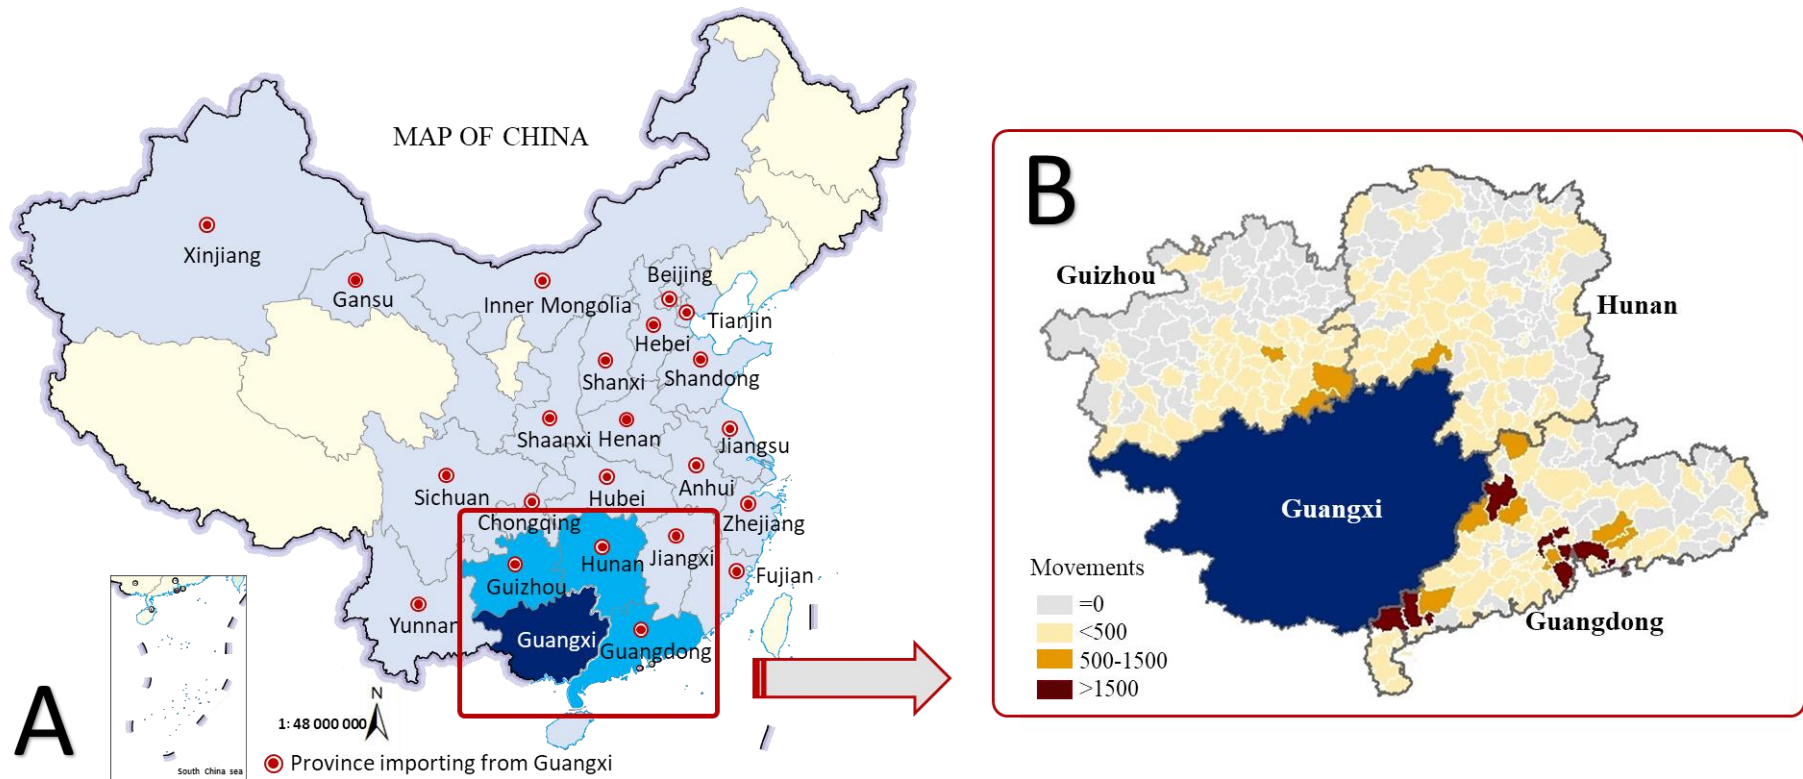 MAP OF CHINA
Xinjiang
Gansu
Inner Mongolia
Beijing
Tianjin
Hebei
Shanxi
Shandong
Shaanxi
Henan
Jiangsu
Sichuan
Hubei
Anhui
Chongqing
Zhejiang
Hunan
Jiangxi
Guizhou
Fujian
Yunnan
Guangxi
Guangdong
N
1: 48 000 000
A
South China sea
Province importing from Guangxi
B
Guizhou
Hunan
Guangxi
Guangdong
Movements
=0
<500
500-1500
>1500